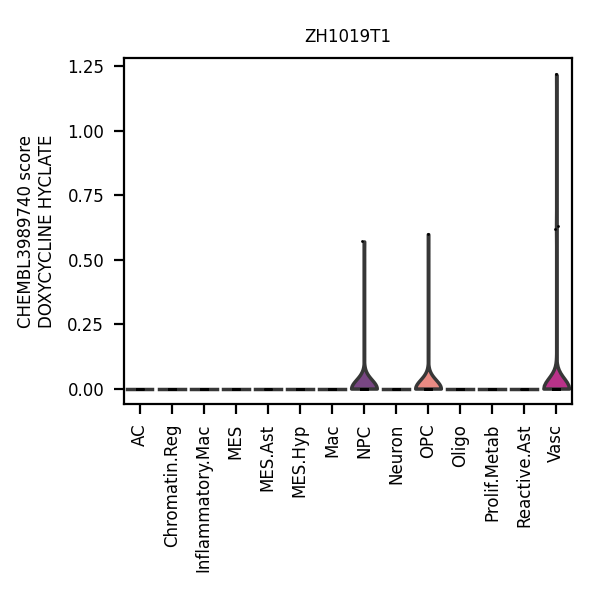 ZH1019T1
CHEMBL3989740 score
DOXYCYCLINE HYCLATE
1.25
1.00
0.75
0.50
0.25
0.00
AC
Chromatin.Reg
Inflammatory.Mac
MES
MES.Ast
MES.Hyp
Mac
NPC
Neuron
OPC
Oligo
Prolif.Metab
Reactive.Ast
Vasc